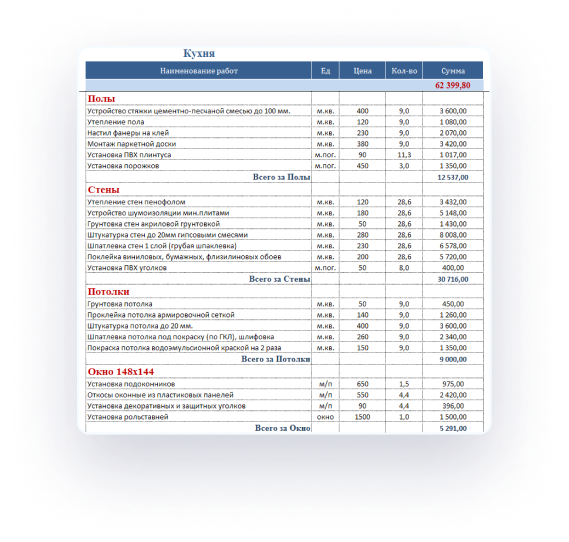 Кухня
Наименование работ Ед Цена Кол-во Сумма
62 399,80
Полы
Устройство стяжки цементно-песчаной смесью до 100 мм. м.кв. 400 9,0 3 600,00
Утепление пола м.кв. 120 9,0 1 080,00
Настил фанеры на клей м.кв. 230 9,0 2 070,00
Монтаж паркетной доски м.кв. 380 9,0 3 420,00
Установка ПВХ плинтуса м.пог. 90 11,3 1 017,00
Установка порожков м.пог. 450 3,0 1 350,00
Всего за Полы 12 537,00
Стены
Утепление стен пенофолом м.кв. 120 28,6 3 432,00
Устройство шумоизоляции мин.плитами м.кв. 180 28,6 5 148,00
Грунтовка стен акриловой грунтовкой м.кв. 50 28,6 1 430,00
Штукатурка стен до 20мм гипсовыми смесями м.кв. 280 28,6 8 008,00
Шпатлевка стен 1 слой (грубая шпаклевка) м.кв. 230 28,6 6 578,00
Поклейка виниловых, бумажных, флизилиновых обоев м.кв. 200 28,6 5 720,00
Установка ПВХ уголков м.пог. 50 8,0 400,00
Всего за Стены 30 716,00
Потолки
Грунтовка потолка м.кв. 50 9,0 450,00
Проклейка потолка армировочной сеткой м.кв. 140 9,0 1 260,00
Штукатурка потолка до 20 мм. м.кв. 400 9,0 3 600,00
Шпатлевка потолка под покраску (по ГКЛ), шлифовка м.кв. 260 9,0 2 340,00
Покраска потолка водоэмульсионной краской на 2 раза м.кв. 150 9,0 1 350,00
Всего за Потолки 9 000,00
Окно 148х144
Установка подоконников м/п 650 1,5 975,00
Откосы оконные из пластиковых панелей м/п 550 4,4 2 420,00
Установка декоративных и защитных уголков м/п 90 4,4 396,00
Установка рольставней окно 1500 1,0 1 500,00
Всего за Окно 5 291,00